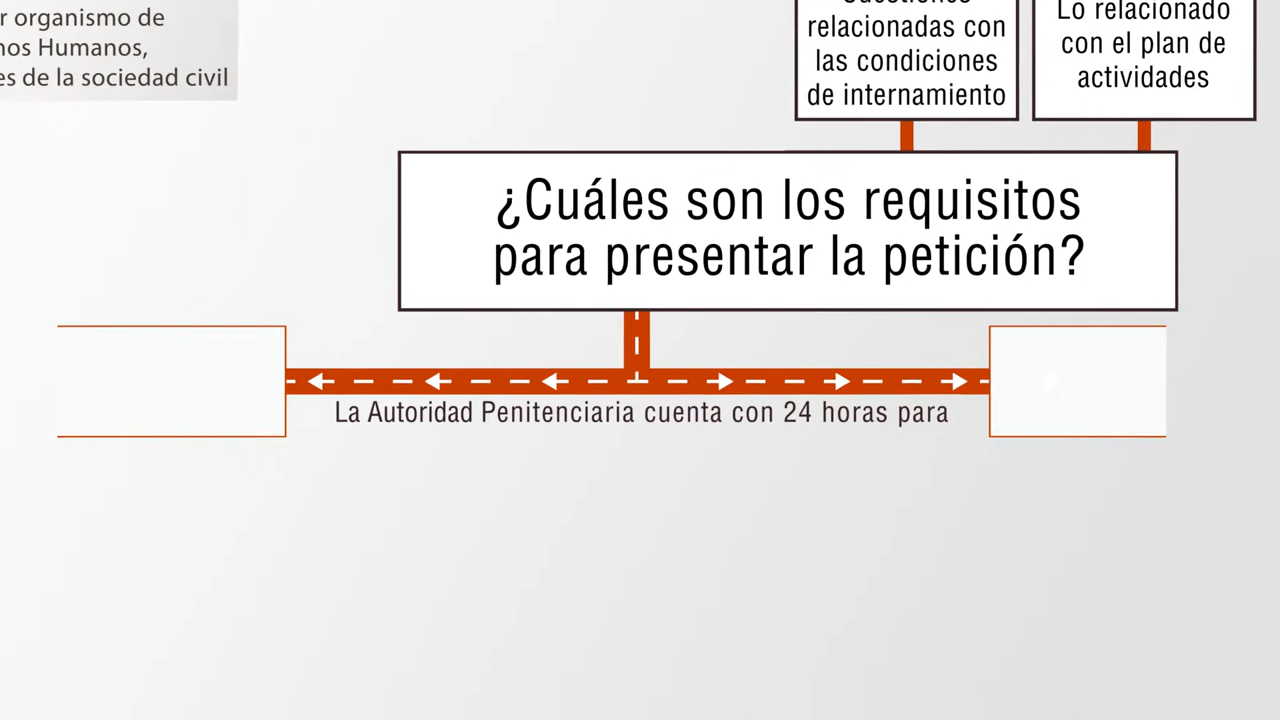 r organismo de
nos Humanos,
es de la sociedad civil
relacionadas con
las condiciones
de internamiento
Lo relacionado
con el plan de
actividades
¿Cuáles son los requisitos
para presentar la petición?
La Autoridad Penitenciaria cuenta con 24 horas para